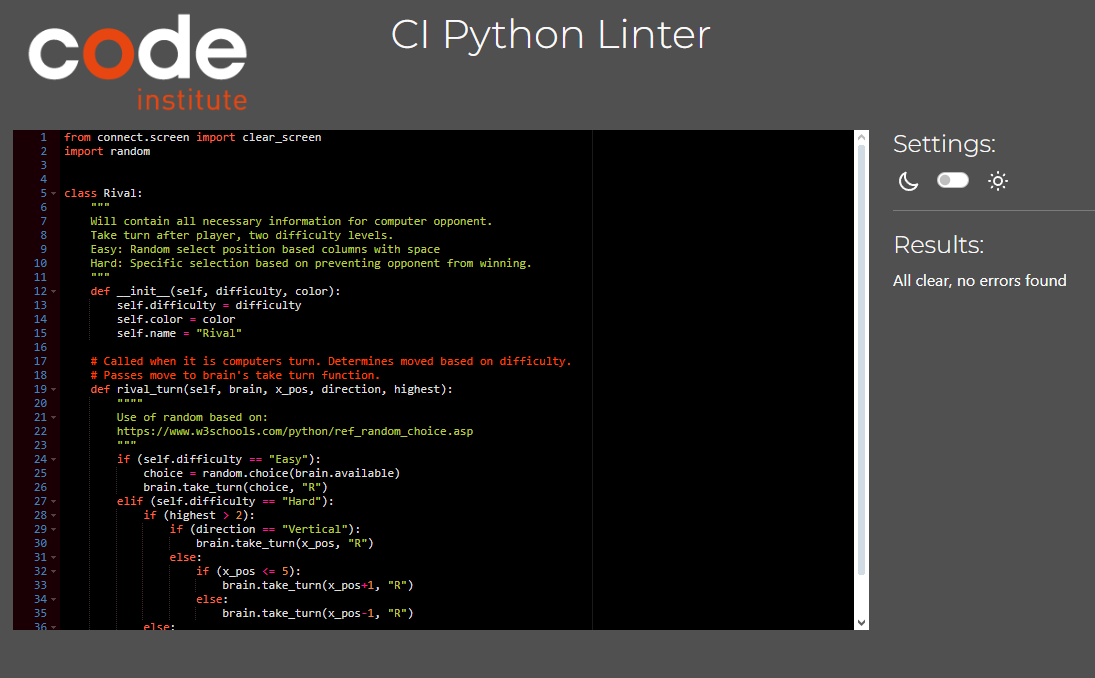 code
institute
CI Python Linter
1 from connect.screen import clear_screen
2 import random
3
4
5 class Rival:
6     """
7     Will contain all necessary information for computer opponent.
8     Take turn after player, two difficulty levels.
9     Easy: Random select position based columns with space
10     Hard: Specific selection based on preventing opponent from winning.
11     """
12     def __init__(self, difficulty, color):
13         self.difficulty = difficulty
14         self.color = color
15         self.name = "Rival"
16
17     # Called when it is computers turn. Determines moved based on difficulty.
18     # Passes move to brain's take turn function.
19     def rival_turn(self, brain, x_pos, direction, highest):
20         """"
21         Use of random based on:
22         https://www.w3schools.com/python/ref_random_choice.asp
23         """
24         if (self.difficulty == "Easy"):
25             choice = random.choice(brain.available)
26             brain.take_turn(choice, "R")
27         elif (self.difficulty == "Hard"):
28             if (highest > 2):
29                 if (direction == "Vertical"):
30                     brain.take_turn(x_pos, "R")
31                 else:
32                     if (x_pos <= 5):
33                         brain.take_turn(x_pos+1, "R")
34                     else:
35                         brain.take_turn(x_pos-1, "R")
36             else:
Settings:
Results:
All clear, no errors found